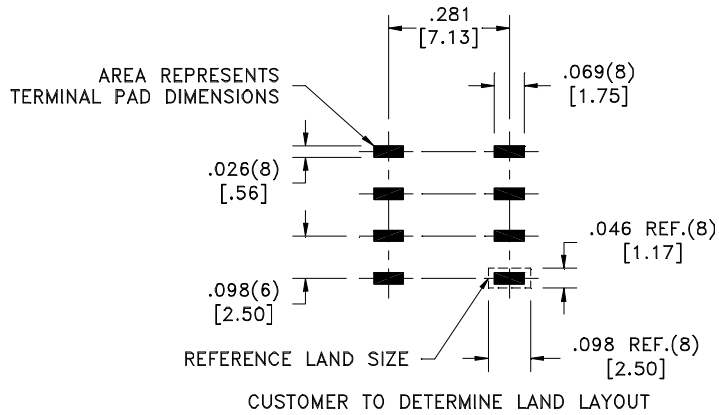 .281
[7.13]
AREA REPRESENTS
TERMINAL PAD DIMENSIONS
.069(8)
[1.75]
.026(8)
[.56]
.046 REF.(8)
[1.17]
.098(6)
[2.50]
REFERENCE LAND SIZE
.098 REF.(8)
[2.50]
CUSTOMER TO DETERMINE LAND LAYOUT